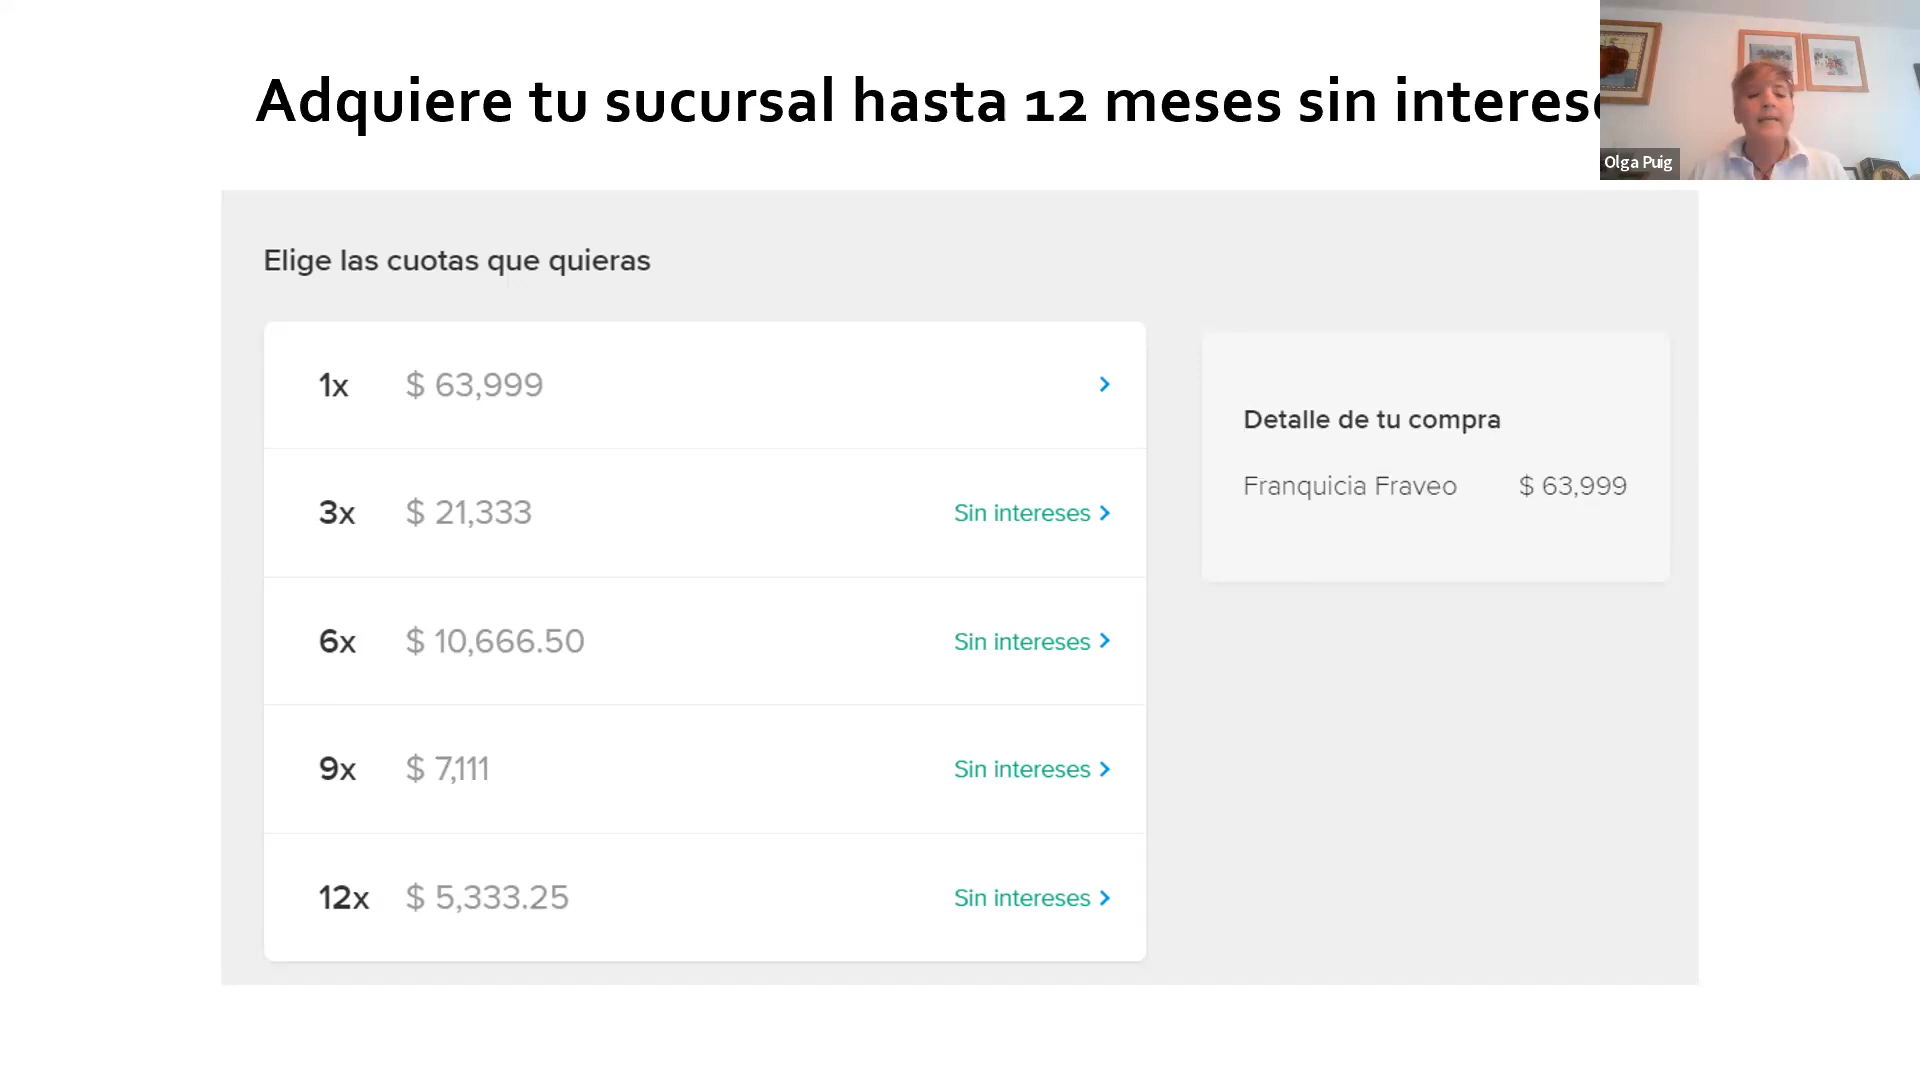 Adquiere tu sucursal hasta 12 meses sin
Olga Puig
Elige las cuotas que quieras
1x $ 63,999
3x $ 21,333 Sin intereses
6x $ 10,666.50 Sin intereses
9x $ 7,111 Sin intereses
12x $ 5,333.25 Sin intereses
Detalle de tu compra
Franquicia Fraveo $ 63,999